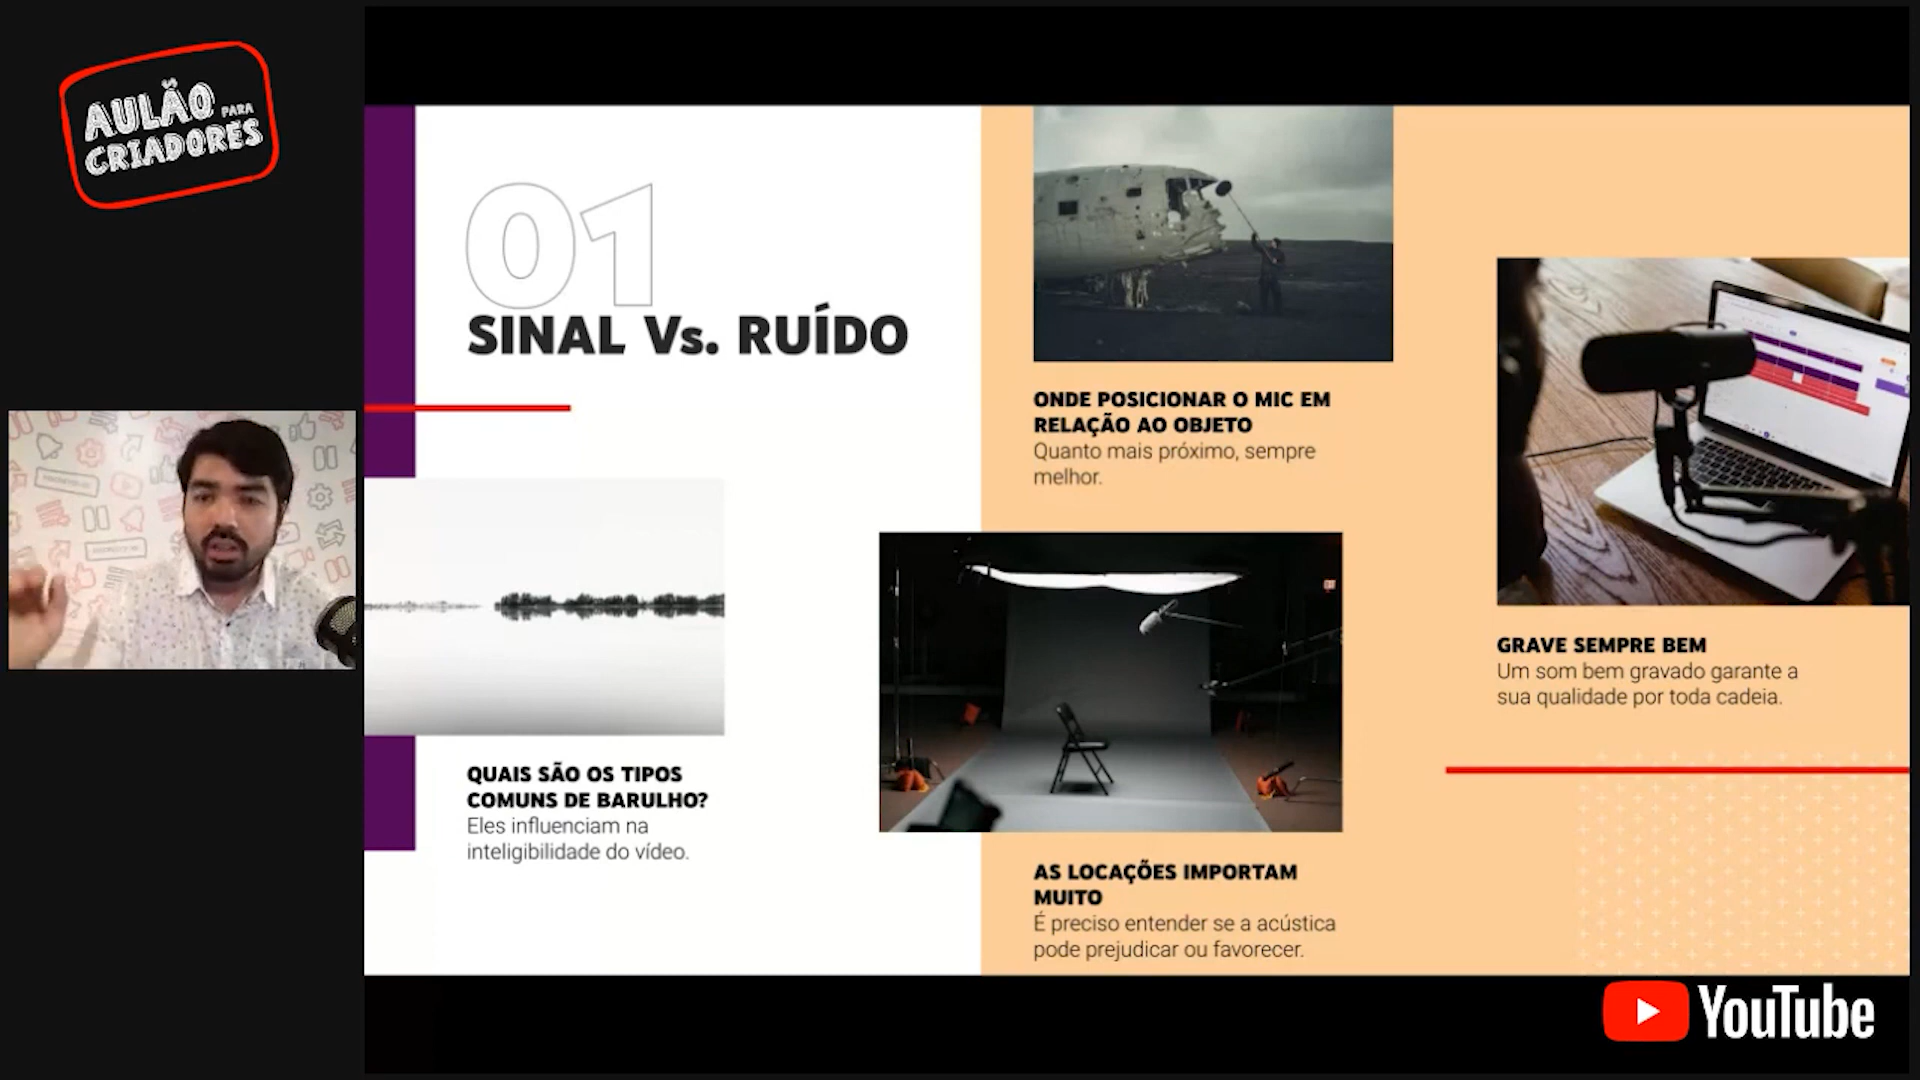 AULÃO PARA
CRIADORES
01
SINAL Vs. RUÍDO
QUAIS SÃO OS TIPOS
COMUNS DE BARULHO?
Eles influenciam na
inteligibilidade do vídeo.
ONDE POSICIONAR O MIC EM
RELAÇÃO AO OBJETO
Quanto mais próximo, sempre
melhor.
AS LOCAÇÕES IMPORTAM
MUITO
É preciso entender se a acústica
pode prejudicar ou favorecer.
GRAVE SEMPRE BEM
Um som bem gravado garante a
sua qualidade por toda cadeia.
YouTube